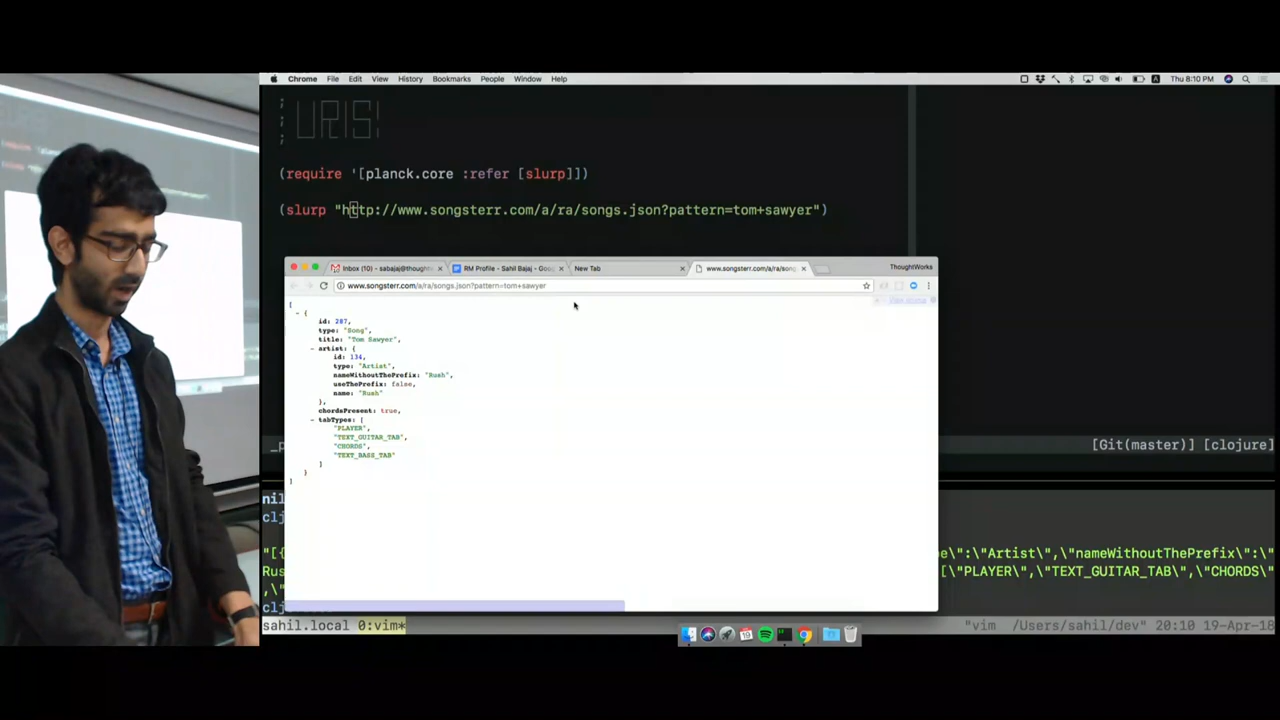 Chrome File Edit View History Bookmarks People Window Help Thu 8:10 PM
; URIS!
;
;
(require '[planck.core :refer [slurp]])
(slurp "http://www.songsterr.com/a/ra/songs.json?pattern=tom+sawyer")
Inbox (10) - sabajaj@thought RM Profile - Sahil Bajaj - Goog New Tab www.songsterr.com/a/ra/song ThoughtWorks
www.songsterr.com/a/ra/songs.json?pattern=tom+sawyer
[
- {
id: 287,
type: "Song",
title: "Tom Sawyer",
- artist: {
id: 134,
type: "Artist",
nameWithoutThePrefix: "Rush",
useThePrefix: false,
name: "Rush"
},
chordsPresent: true,
- tabTypes: [
"PLAYER",
"TEXT_GUITAR_TAB",
"CHORDS",
"TEXT_BASS_TAB"
]
}
]
_p [Git(master)] [clojure]
nil
clj
"[{ e\":\"Artist\",\"nameWithoutThePrefix\":\"
Rus [\"PLAYER\",\"TEXT_GUITAR_TAB\",\"CHORDS\"
,\"
clj
sahil.local 0:vim* "vim /Users/sahil/dev" 20:10 19-Apr-18